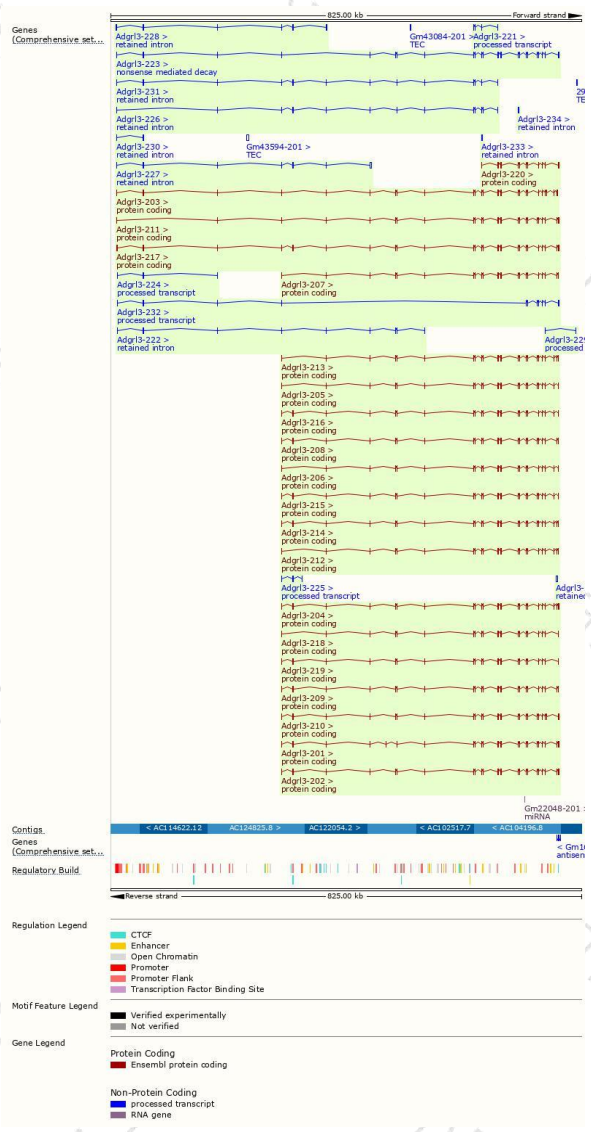 825.00 kb
Forward strand
Genes
(Comprehensive set...
Adgrl3-228 >
retained intron
Gm43084-201 >
TEC
Adgrl3-221 >
processed transcript
Adgrl3-223 >
nonsense mediated decay
Adgrl3-231 >
retained intron
29
TE
Adgrl3-226 >
retained intron
Adgrl3-234 >
retained intron
Adgrl3-230 >
retained intron
Gm43594-201 >
TEC
Adgrl3-233 >
retained intron
Adgrl3-227 >
retained intron
Adgrl3-220 >
protein coding
Adgrl3-203 >
protein coding
Adgrl3-211 >
protein coding
Adgrl3-217 >
protein coding
Adgrl3-224 >
processed transcript
Adgrl3-207 >
protein coding
Adgrl3-232 >
processed transcript
Adgrl3-222 >
retained intron
Adgrl3-229
processed
Adgrl3-213 >
protein coding
Adgrl3-205 >
protein coding
Adgrl3-216 >
protein coding
Adgrl3-208 >
protein coding
Adgrl3-206 >
protein coding
Adgrl3-215 >
protein coding
Adgrl3-214 >
protein coding
Adgrl3-212 >
protein coding
Adgrl3-225 >
processed transcript
Adgrl3-
retained
Adgrl3-204 >
protein coding
Adgrl3-218 >
protein coding
Adgrl3-219 >
protein coding
Adgrl3-209 >
protein coding
Adgrl3-210 >
protein coding
Adgrl3-201 >
protein coding
Adgrl3-202 >
protein coding
Gm22048-201 >
miRNA
Contigs
< AC114622.12
AC124825.8 >
AC122054.2 >
< AC102517.7
< AC104196.8
Genes
(Comprehensive set...
< Gm10
antisen
Regulatory Build
Reverse strand
825.00 kb
Regulation Legend
CTCF
Enhancer
Open Chromatin
Promoter
Promoter Flank
Transcription Factor Binding Site
Motif Feature Legend
Verified experimentally
Not verified
Gene Legend
Protein Coding
Ensembl protein coding
Non-Protein Coding
processed transcript
RNA gene